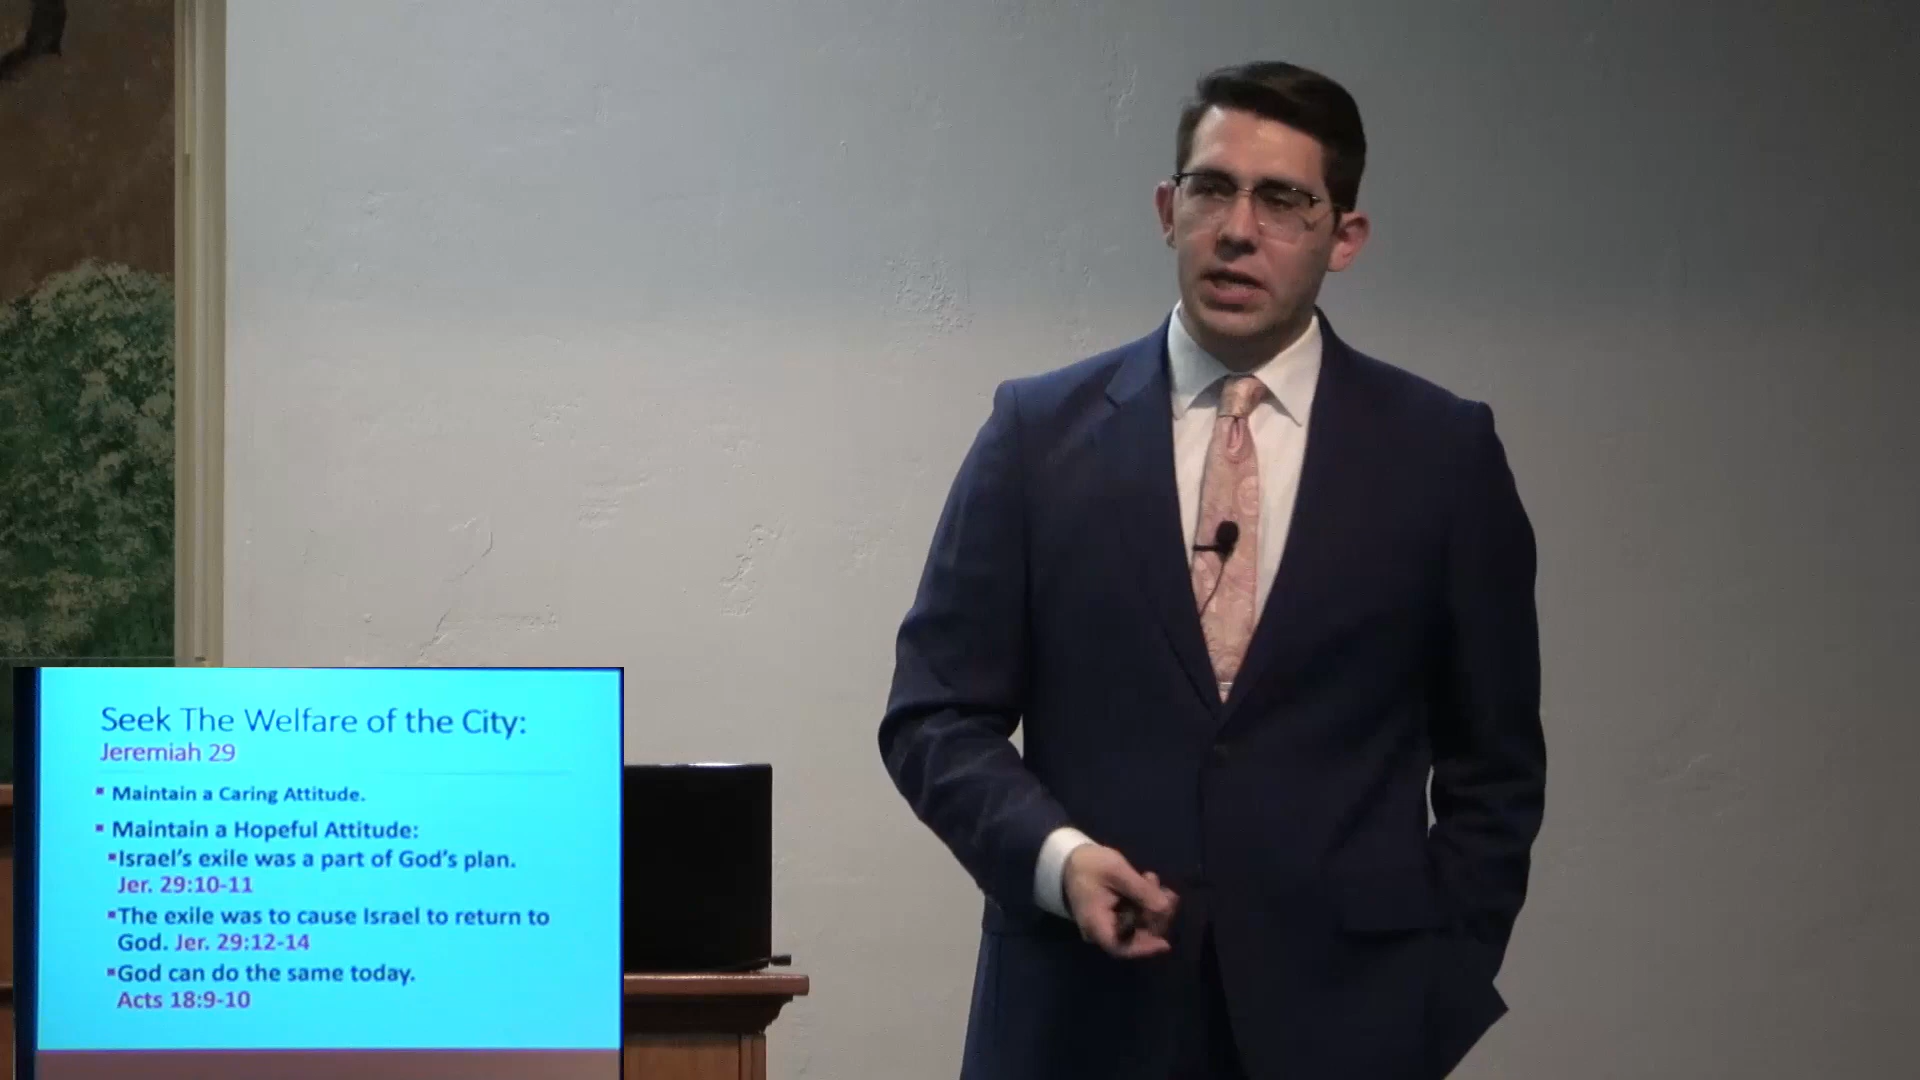 Seek The Welfare of the City:
Jeremiah 29
▪ Maintain a Caring Attitude.
▪ Maintain a Hopeful Attitude:
▪Israel's exile was a part of God's plan.
Jer. 29:10-11
▪The exile was to cause Israel to return to
God. Jer. 29:12-14
▪God can do the same today.
Acts 18:9-10